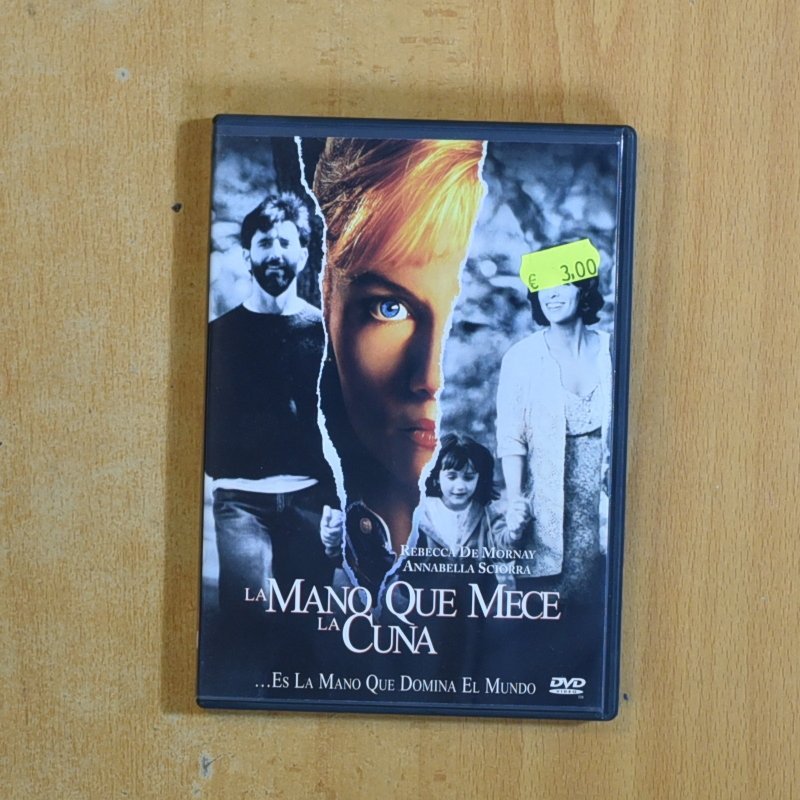 € 3,00
REBECCA DE MORNAY
ANNABELLA SCIORRA
LA MANO QUE MECE
LA CUNA
...ES LA MANO QUE DOMINA EL MUNDO
DVD
VIDEO